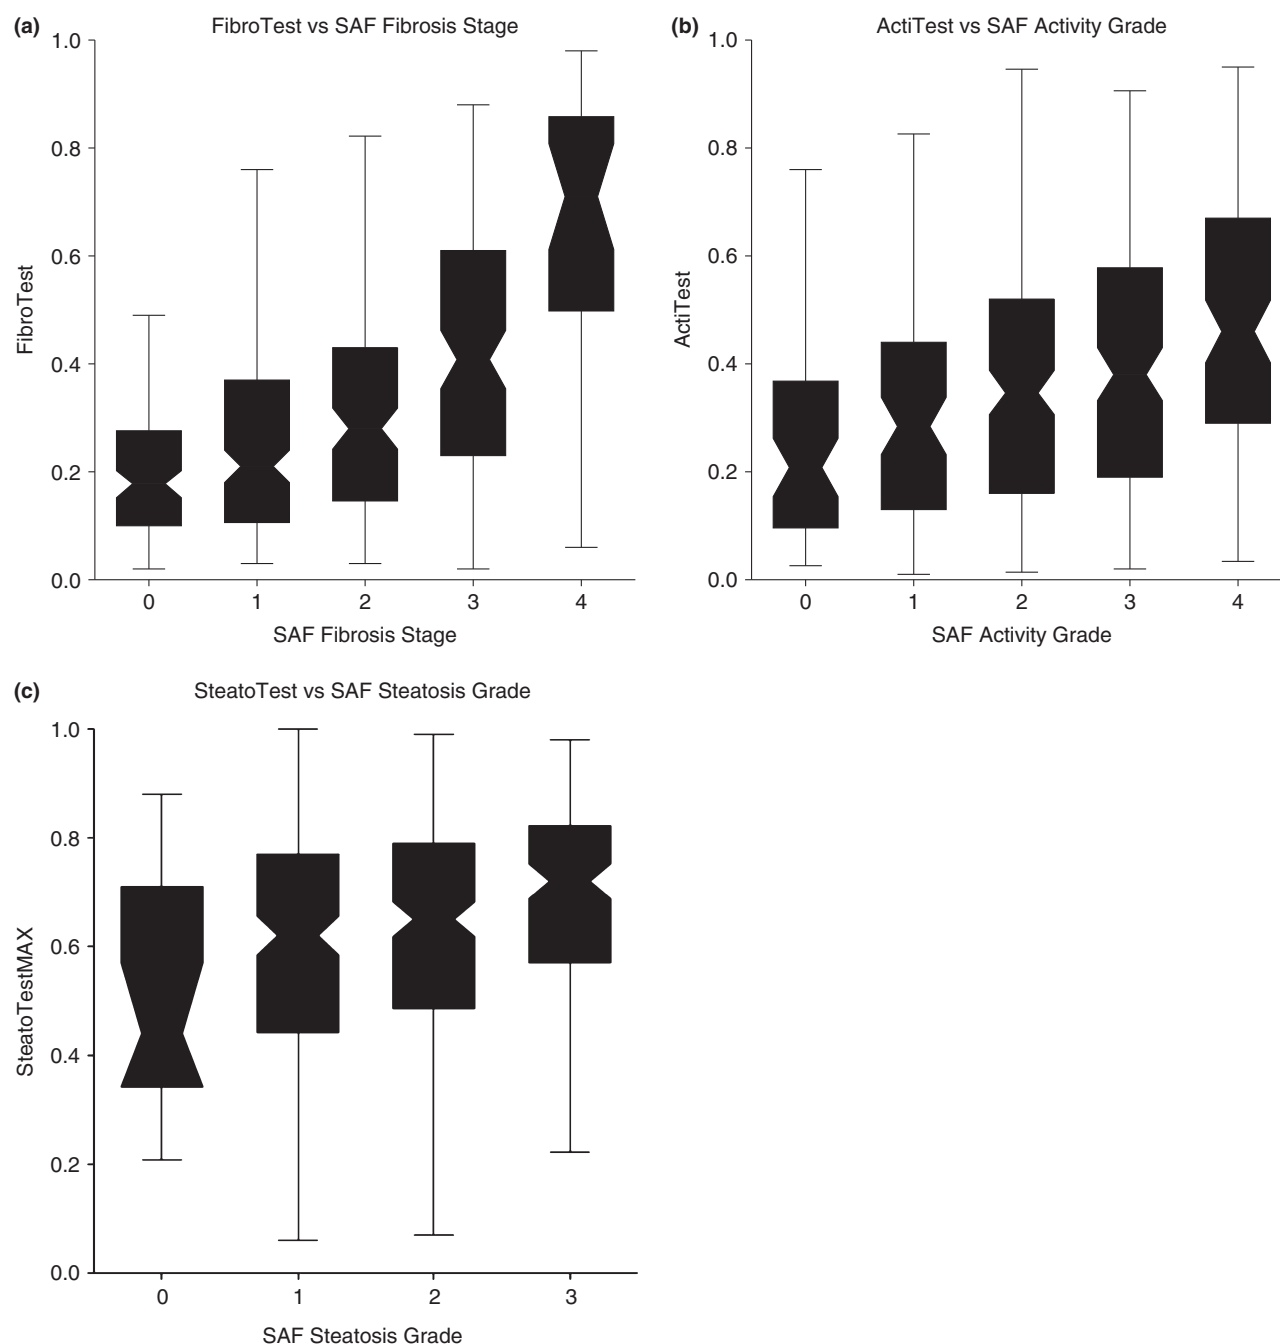 (a)
FibroTest vs SAF Fibrosis Stage
1.0
0.8
0.6
0.4
0.2
0.0
FibroTest
0 1 2 3 4
SAF Fibrosis Stage
(b)
ActiTest vs SAF Activity Grade
1.0
0.8
0.6
0.4
0.2
0.0
ActiTest
0 1 2 3 4
SAF Activity Grade
(c)
SteatoTest vs SAF Steatosis Grade
1.0
0.8
0.6
0.4
0.2
0.0
SteatoTestMAX
0 1 2 3
SAF Steatosis Grade